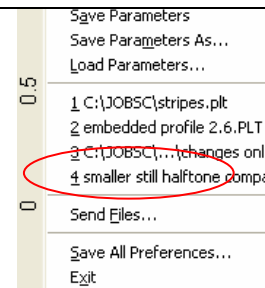 Save Parameters
Save Parameters As...
Load Parameters...
1 C:\JOBSC\stripes.plt
2 embedded profile 2.6.PLT
3 C:\JOBSC\...\changes onl
4 smaller still halftone compa
Send Files...
Save All Preferences...
Exit
0.5
0